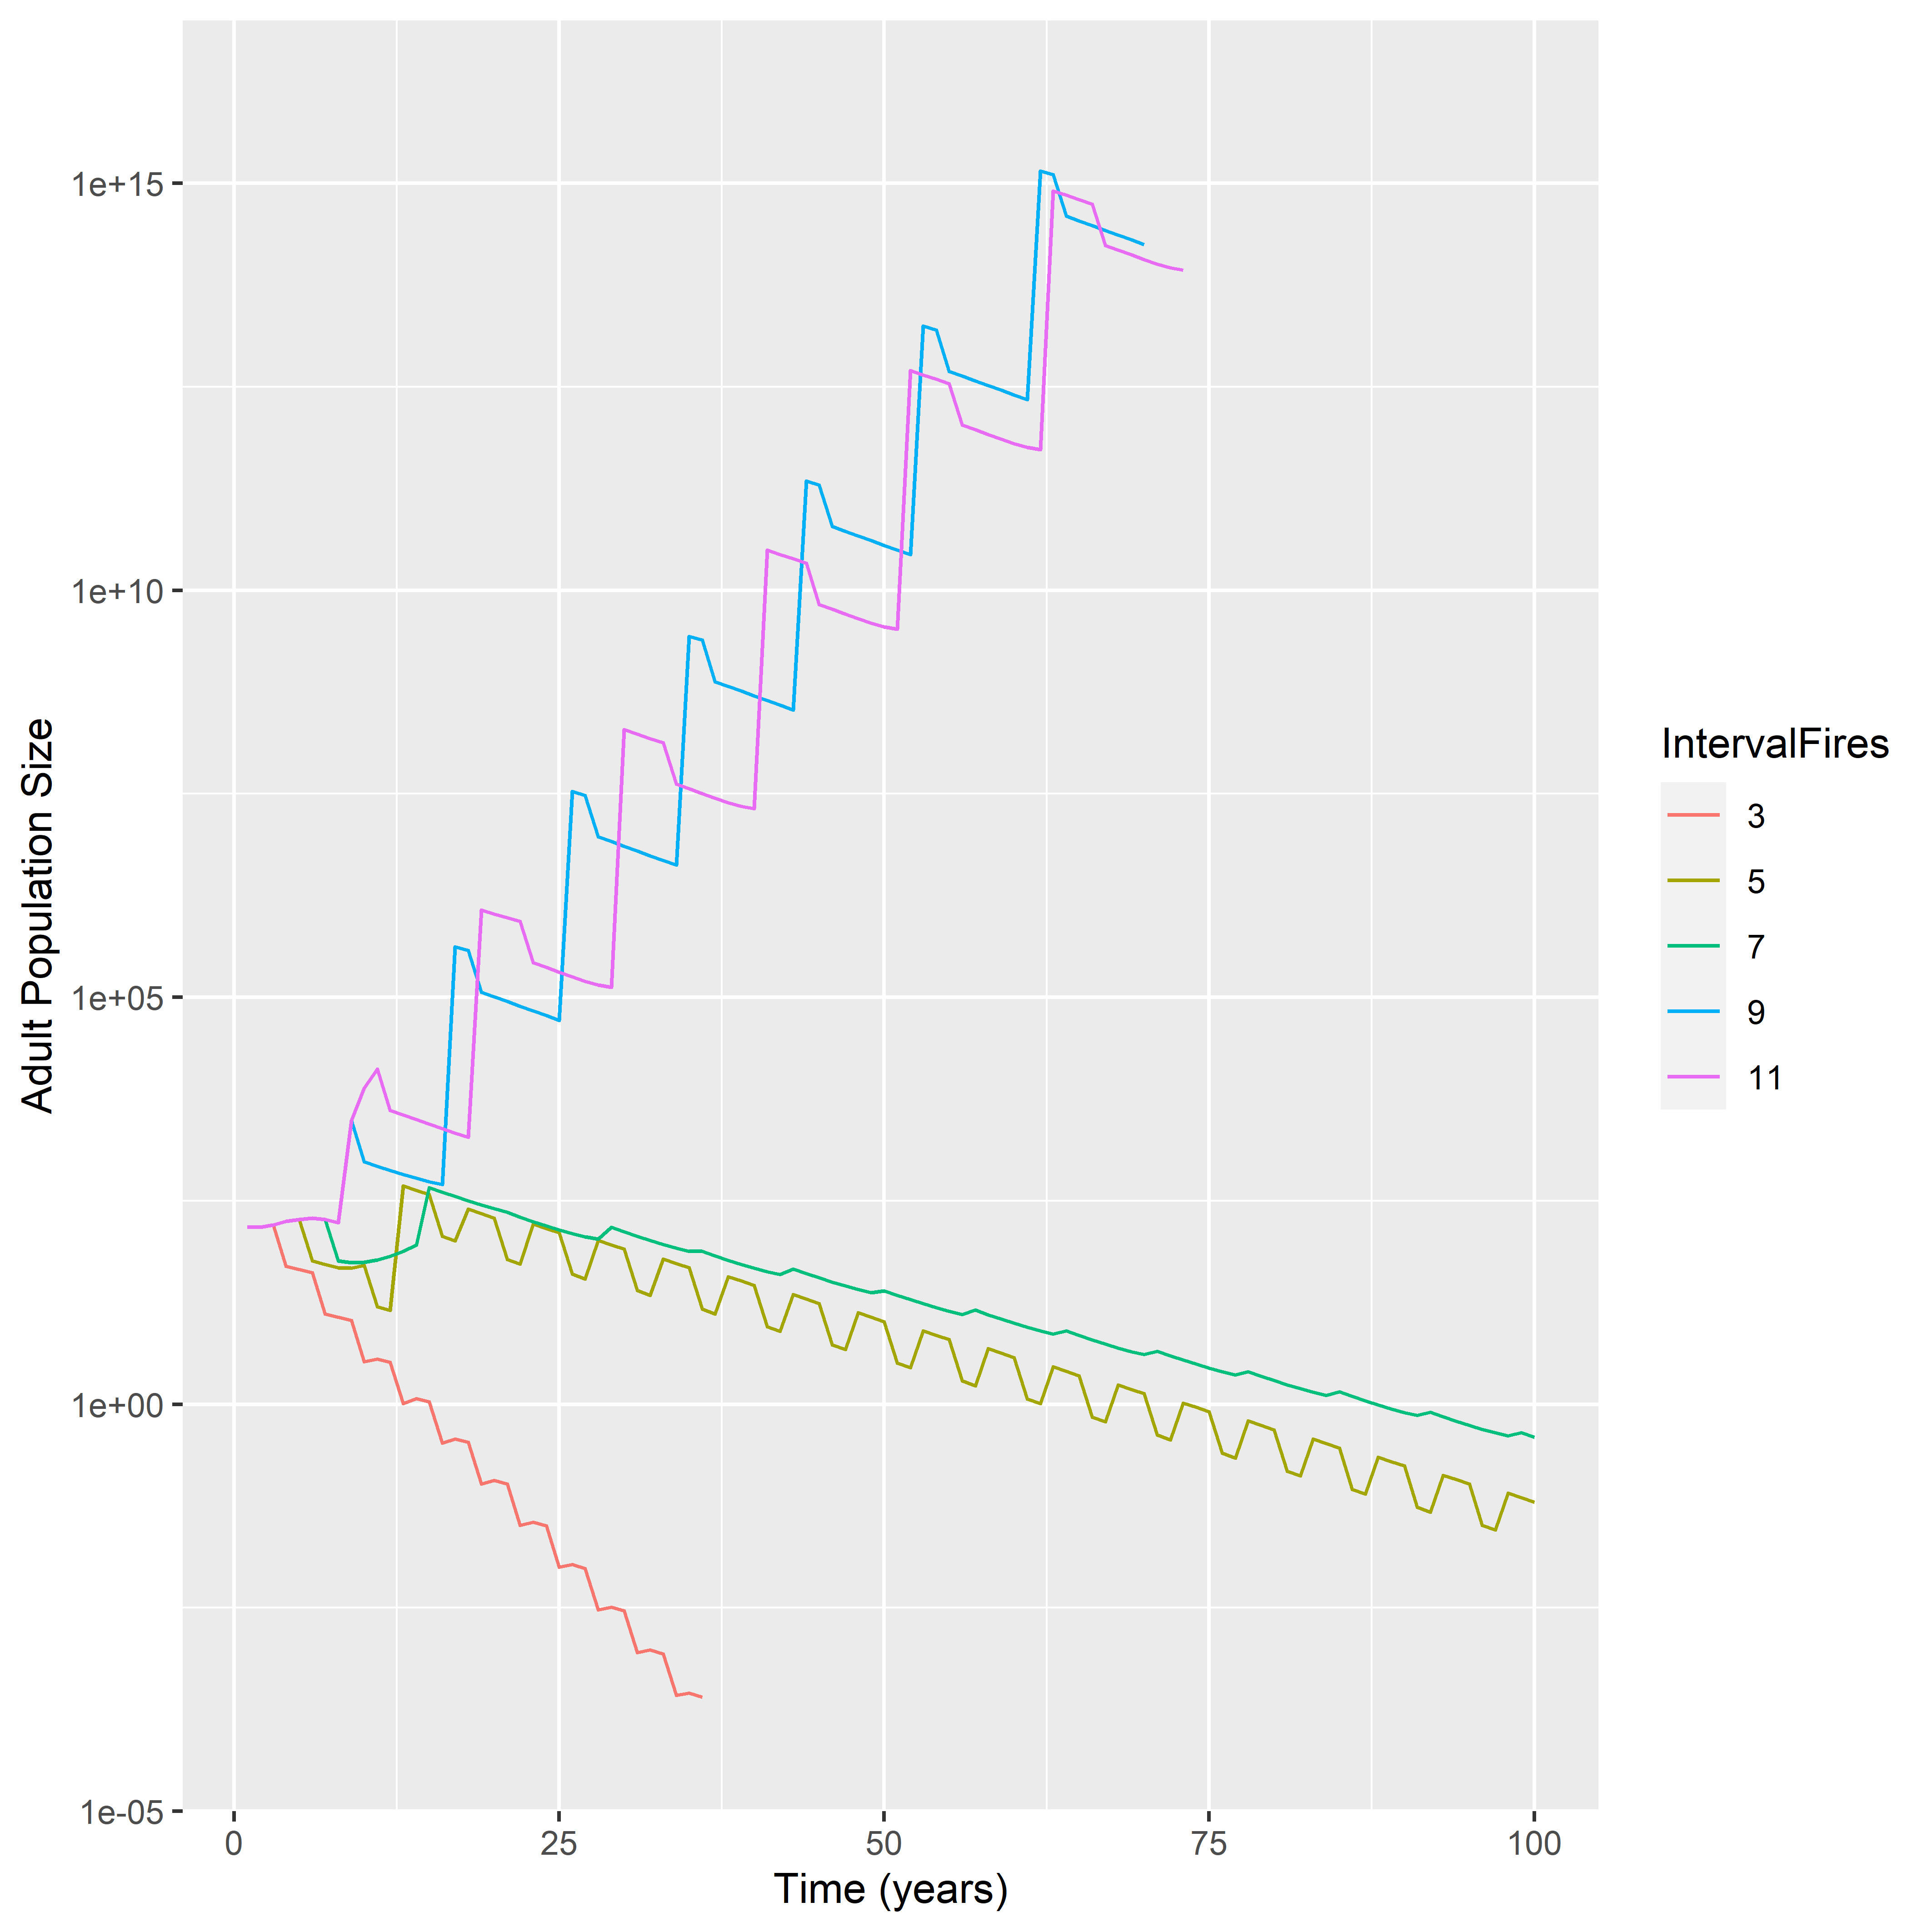 Adult Population Size
1e+15
1e+10
1e+05
1e+00
1e-05
0 25 50 75 100
Time (years)
IntervalFires
3
5
7
9
11